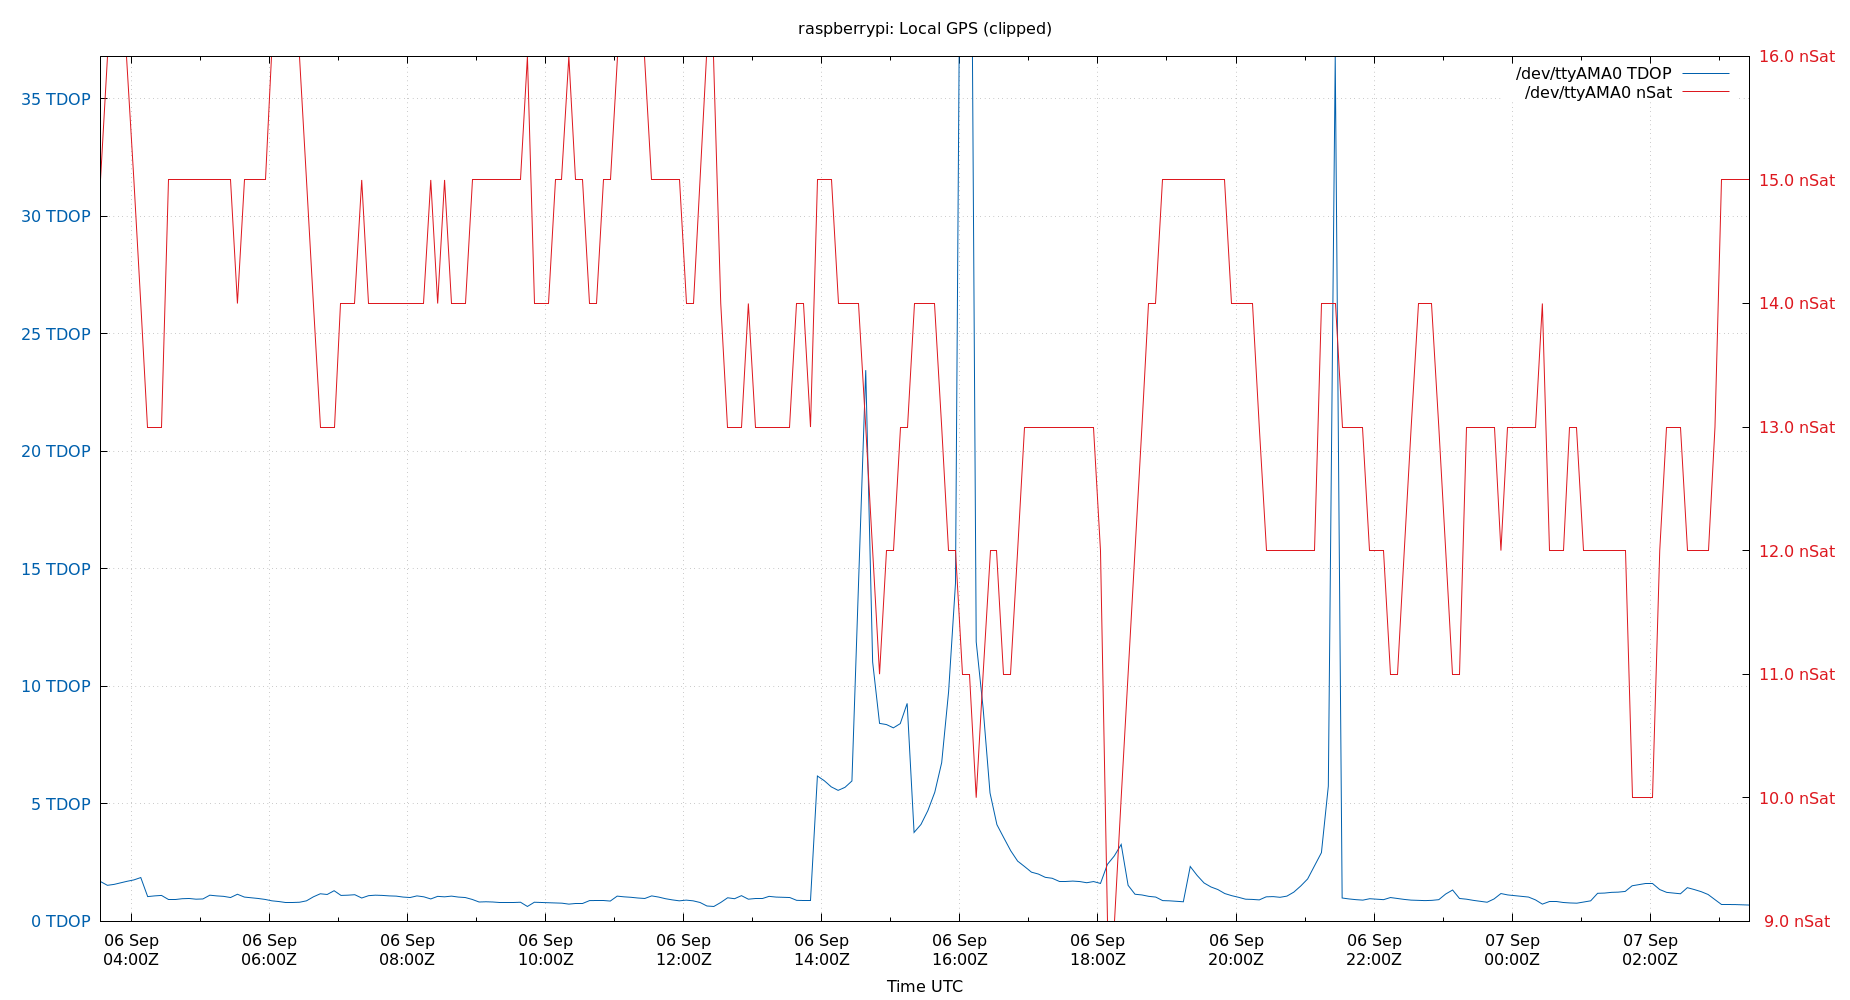 raspberrypi: Local GPS (clipped)
/dev/ttyAMA0 TDOP
/dev/ttyAMA0 nSat
35 TDOP
30 TDOP
25 TDOP
20 TDOP
15 TDOP
10 TDOP
5 TDOP
0 TDOP
16.0 nSat
15.0 nSat
14.0 nSat
13.0 nSat
12.0 nSat
11.0 nSat
10.0 nSat
9.0 nSat
06 Sep
04:00Z
06 Sep
06:00Z
06 Sep
08:00Z
06 Sep
10:00Z
06 Sep
12:00Z
06 Sep
14:00Z
06 Sep
16:00Z
06 Sep
18:00Z
06 Sep
20:00Z
06 Sep
22:00Z
07 Sep
00:00Z
07 Sep
02:00Z
Time UTC